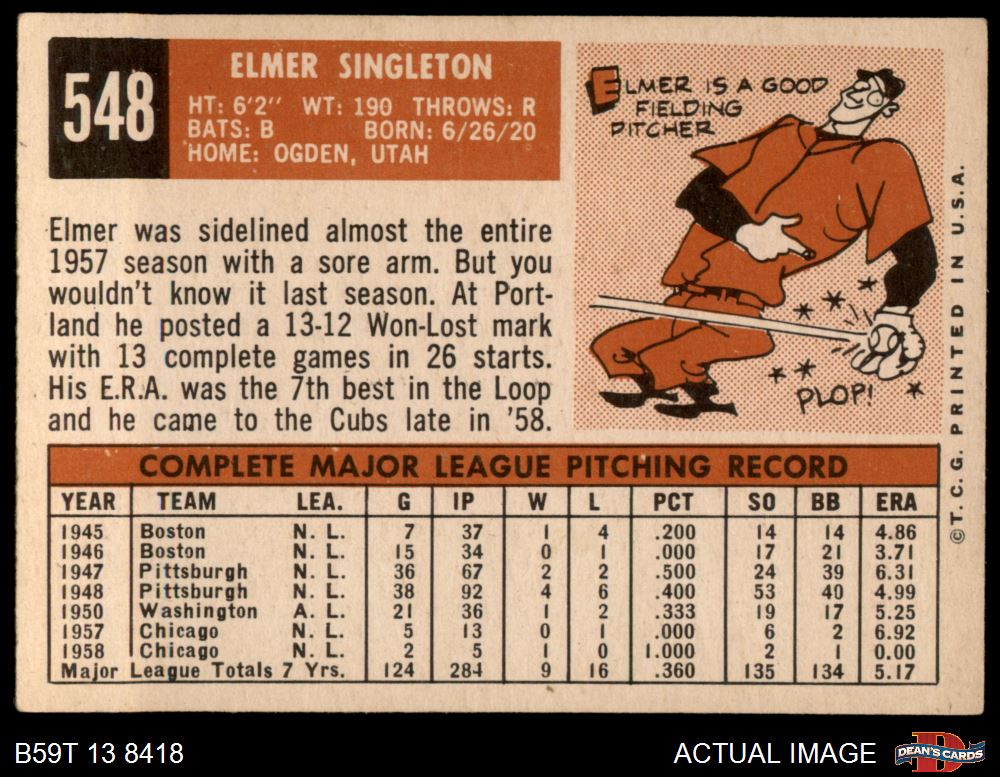 548
ELMER SINGLETON
HT: 6'2" WT: 190 THROWS: R
BATS: B BORN: 6/26/20
HOME: OGDEN, UTAH
ELMER IS A GOOD
FIELDING
PITCHER
PLOP!
Elmer was sidelined almost the entire
1957 season with a sore arm. But you
wouldn't know it last season. At Port-
land he posted a 13-12 Won-Lost mark
with 13 complete games in 26 starts.
His E.R.A. was the 7th best in the Loop
and he came to the Cubs late in '58.
COMPLETE MAJOR LEAGUE PITCHING RECORD
YEAR TEAM LEA. G IP W L PCT SO BB ERA
1945 Boston N. L. 7 37 1 4 .200 14 14 4.86
1946 Boston N. L. 15 34 0 1 .000 17 21 3.71
1947 Pittsburgh N. L. 36 67 2 2 .500 24 39 6.31
1948 Pittsburgh N. L. 38 92 4 6 .400 53 40 4.99
1950 Washington A. L. 21 36 1 2 .333 19 17 5.25
1957 Chicago N. L. 5 13 0 1 .000 6 2 6.92
1958 Chicago N. L. 2 5 1 0 1.000 2 1 0.00
Major League Totals 7 Yrs. 124 284 9 16 .360 135 134 5.17
©T. C. G. PRINTED IN U.S.A.
B59T 13 8418
ACTUAL IMAGE
D
DEAN'S CARDS